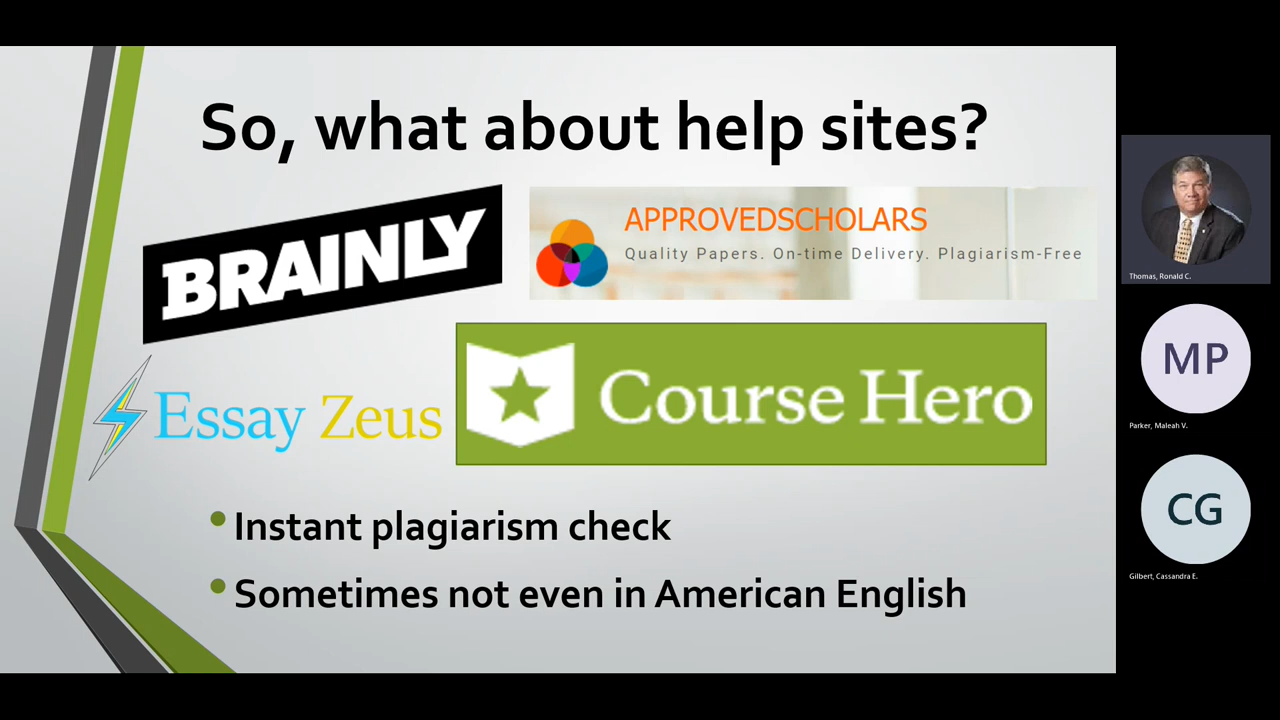 So, what about help sites?
BRAINLY
APPROVEDSCHOLARS
Quality Papers. On-time Delivery. Plagiarism-Free
Essay Zeus
Course Hero
Instant plagiarism check
Sometimes not even in American English
Thomas, Ronald C.
MP
Parker, Maleah V.
CG
Gilbert, Cassandra E.